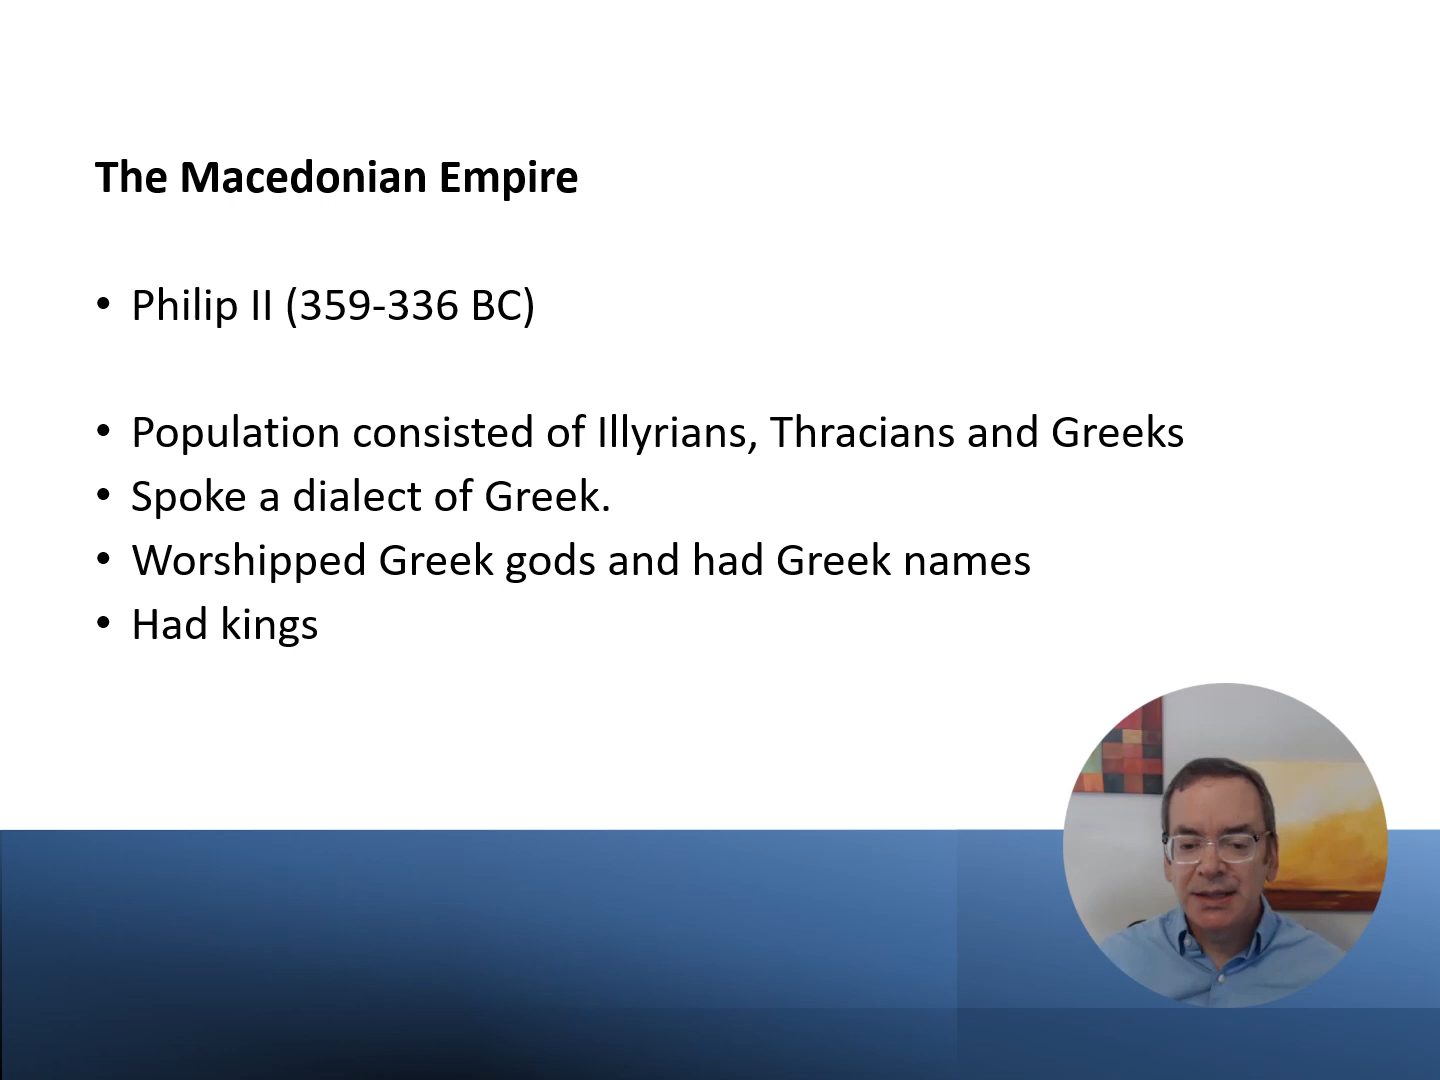 The Macedonian Empire
• Philip II (359-336 BC)
• Population consisted of Illyrians, Thracians and Greeks
• Spoke a dialect of Greek.
• Worshipped Greek gods and had Greek names
• Had kings